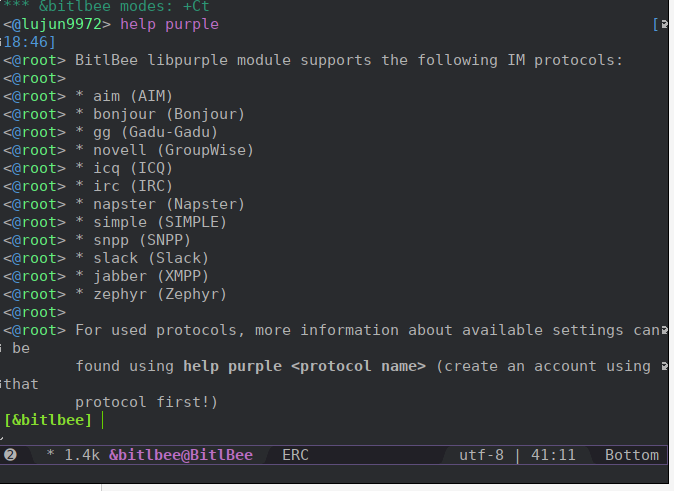 *** &bitlbee modes: +Ct
<@lujun9972> help purple [
18:46]
<@root> BitlBee libpurple module supports the following IM protocols:
<@root>
<@root> * aim (AIM)
<@root> * bonjour (Bonjour)
<@root> * gg (Gadu-Gadu)
<@root> * novell (GroupWise)
<@root> * icq (ICQ)
<@root> * irc (IRC)
<@root> * napster (Napster)
<@root> * simple (SIMPLE)
<@root> * snpp (SNPP)
<@root> * slack (Slack)
<@root> * jabber (XMPP)
<@root> * zephyr (Zephyr)
<@root>
<@root> For used protocols, more information about available settings can
be
found using help purple <protocol name> (create an account using
that
protocol first!)
[&bitlbee]
❷ * 1.4k &bitlbee@BitlBee ERC utf-8 | 41:11 Bottom